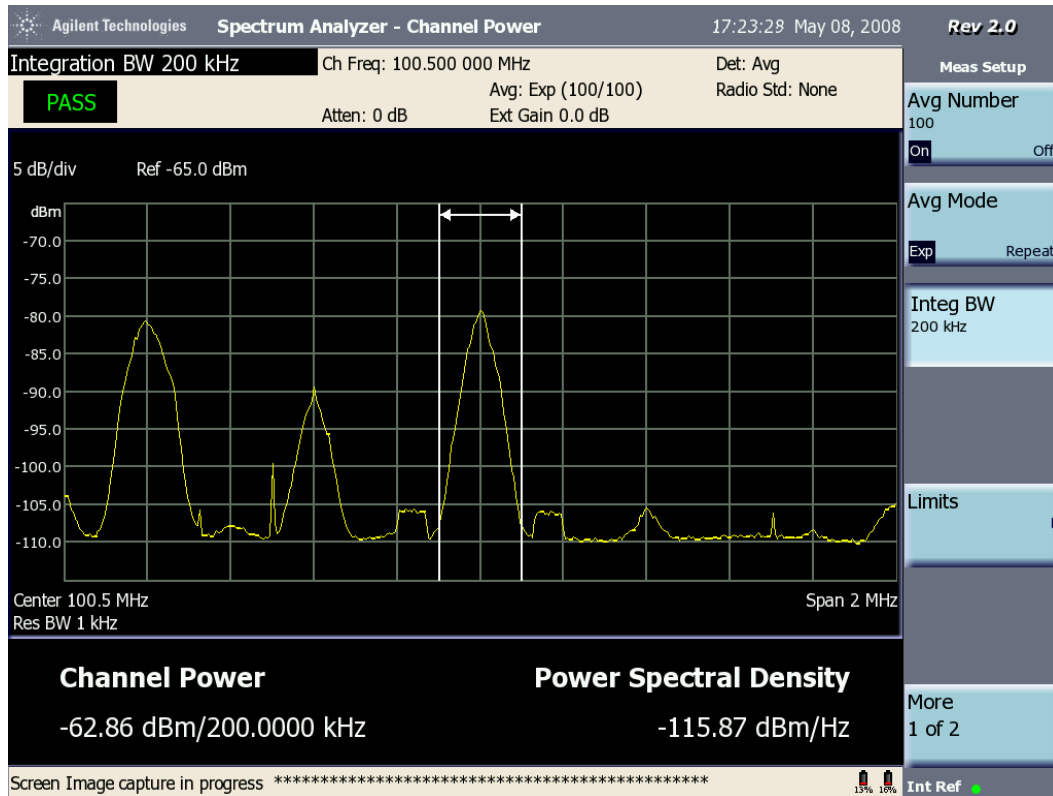 Agilent Technologies Spectrum Analyzer - Channel Power 17:23:29 May 08, 2008 Rev 2.0
Integration BW 200 kHz Ch Freq: 100.500 000 MHz Det: Avg
PASS Avg: Exp (100/100) Radio Std: None
Atten: 0 dB Ext Gain 0.0 dB
5 dB/div Ref -65.0 dBm
dBm
-70.0
-75.0
-80.0
-85.0
-90.0
-95.0
-100.0
-105.0
-110.0
Center 100.5 MHz Span 2 MHz
Res BW 1 kHz
Channel Power Power Spectral Density
-62.86 dBm/200.0000 kHz -115.87 dBm/Hz
Screen Image capture in progress ***********************************************
13% 16%
Meas Setup
Avg Number
100
On Off
Avg Mode
Exp Repeat
Integ BW
200 kHz
Limits
More
1 of 2
Int Ref